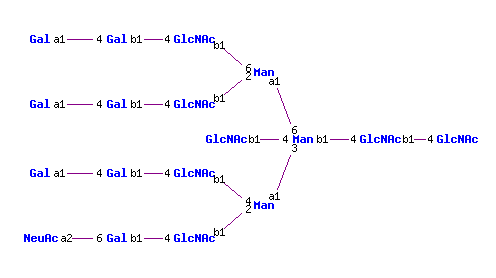 Gal a1 4 Gal b1 4 GlcNAc b1
6
2 Man a1
Gal a1 4 Gal b1 4 GlcNAc b1
GlcNAc b1 4 6 3 Man b1 4 GlcNAc b1 4 GlcNAc
Gal a1 4 Gal b1 4 GlcNAc b1
4
2 Man a1
NeuAc a2 6 Gal b1 4 GlcNAc b1